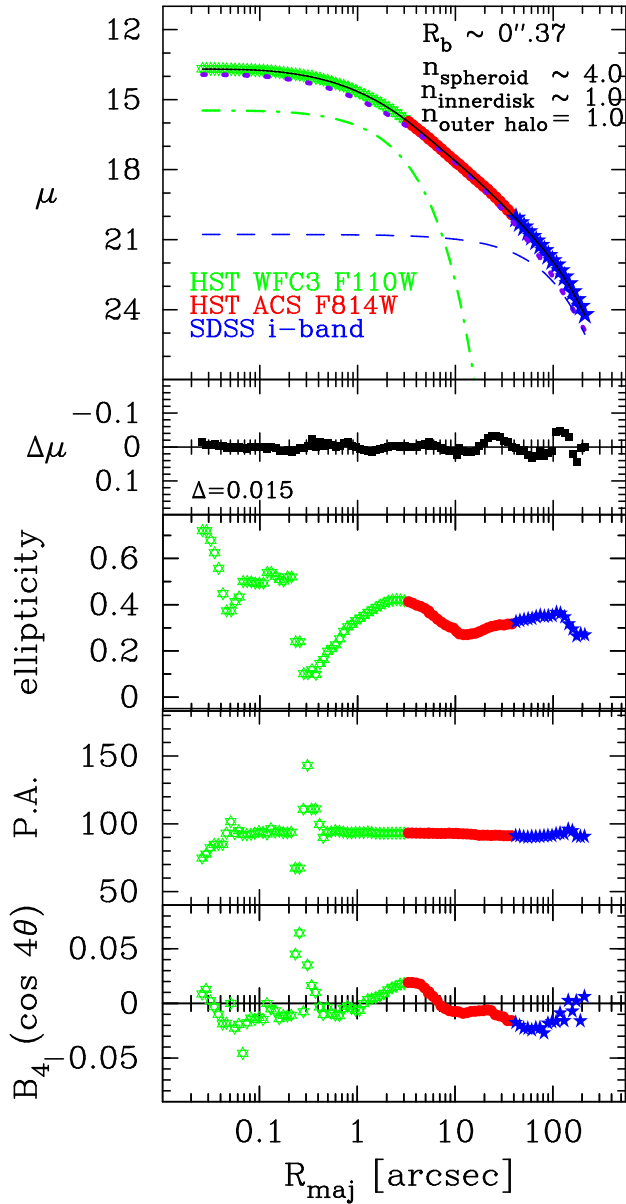 R_b ~ 0".37
n_spheroid ~ 4.0
n_innerdisk ~ 1.0
n_outer halo = 1.0
12
15
18
21
24
μ
HST WFC3 F110W
HST ACS F814W
SDSS i-band
-0.1
0
0.1
Δμ
Δ=0.015
0.6
0.4
0.2
0
ellipticity
150
100
50
P.A.
0.05
0
-0.05
B_4 (cos 4θ)
0.1 1 10 100
R_maj [arcsec]